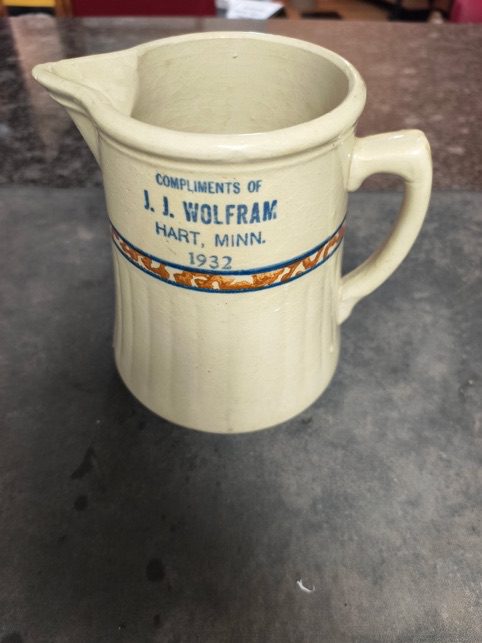 COMPLIMENTS OF
J. J. WOLFRAM
HART, MINN.
1932